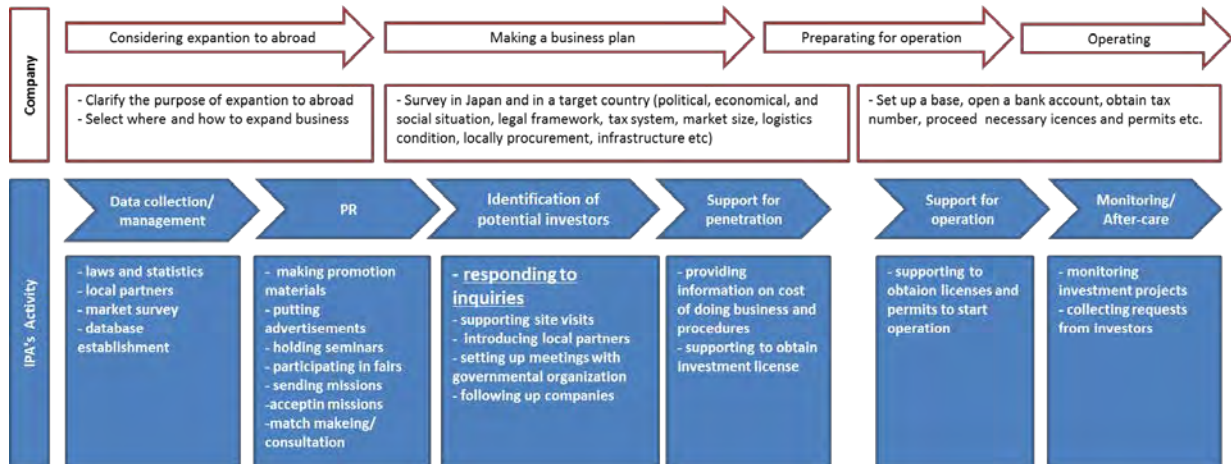 Company
Considering expantion to abroad
Making a business plan
Preparating for operation
Operating
- Clarify the purpose of expantion to abroad
- Select where and how to expand business
- Survey in Japan and in a target country (political, economical, and
social situation, legal framework, tax system, market size, logistics
condition, locally procurement, infrastructure etc)
- Set up a base, open a bank account, obtain tax
number, proceed  necessary icences and permits etc.
IPA's Activity
Data collection/
management
PR
Identification of
potential investors
Support for
penetration
Support for
operation
Monitoring/
After-care
- laws and statistics
- local partners
- market survey
- database
establishment
- making promotion
materials
- putting
advertisements
- holding seminars
- participating in fairs
- sending missions
-acceptin missions
-match makeing/
consultation
- responding to
inquiries
- supporting site visits
- introducing local partners
- setting up meetings with
governmental organization
- following up companies
- providing
information on cost
of doing business and
procedures
- supporting to obtain
investment license
- supporting to
obtaion licenses and
permits to start
operation
- monitoring
investment projects
- collecting requests
from investors